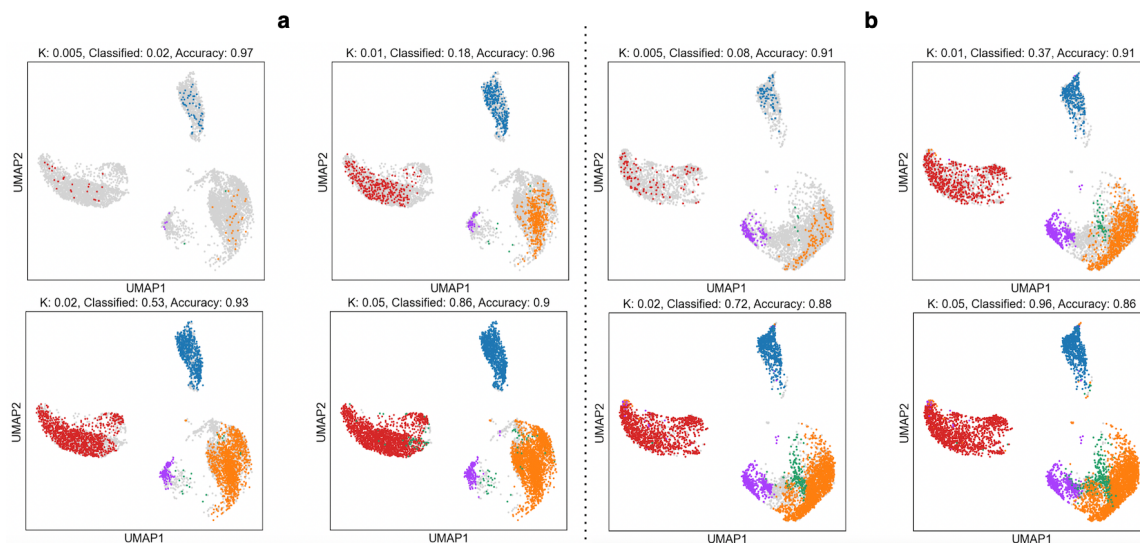 a
b
K: 0.005, Classified: 0.02, Accuracy: 0.97
K: 0.01, Classified: 0.18, Accuracy: 0.96
K: 0.005, Classified: 0.08, Accuracy: 0.91
K: 0.01, Classified: 0.37, Accuracy: 0.91
UMAP2
UMAP2
UMAP2
UMAP2
UMAP1
UMAP1
UMAP1
UMAP1
K: 0.02, Classified: 0.53, Accuracy: 0.93
K: 0.05, Classified: 0.86, Accuracy: 0.9
K: 0.02, Classified: 0.72, Accuracy: 0.88
K: 0.05, Classified: 0.96, Accuracy: 0.86
UMAP2
UMAP2
UMAP2
UMAP2
UMAP1
UMAP1
UMAP1
UMAP1